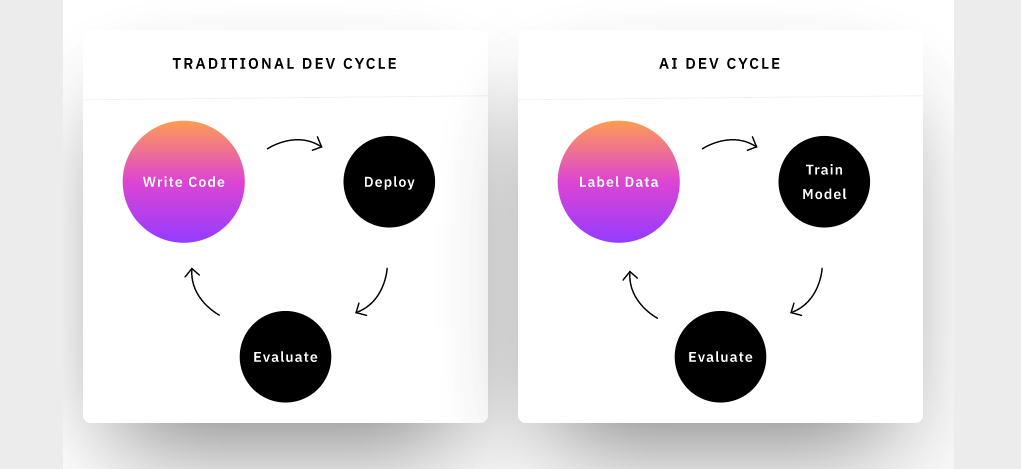 TRADITIONAL DEV CYCLE
Write Code
Deploy
Evaluate
AI DEV CYCLE
Label Data
Train
Model
Evaluate